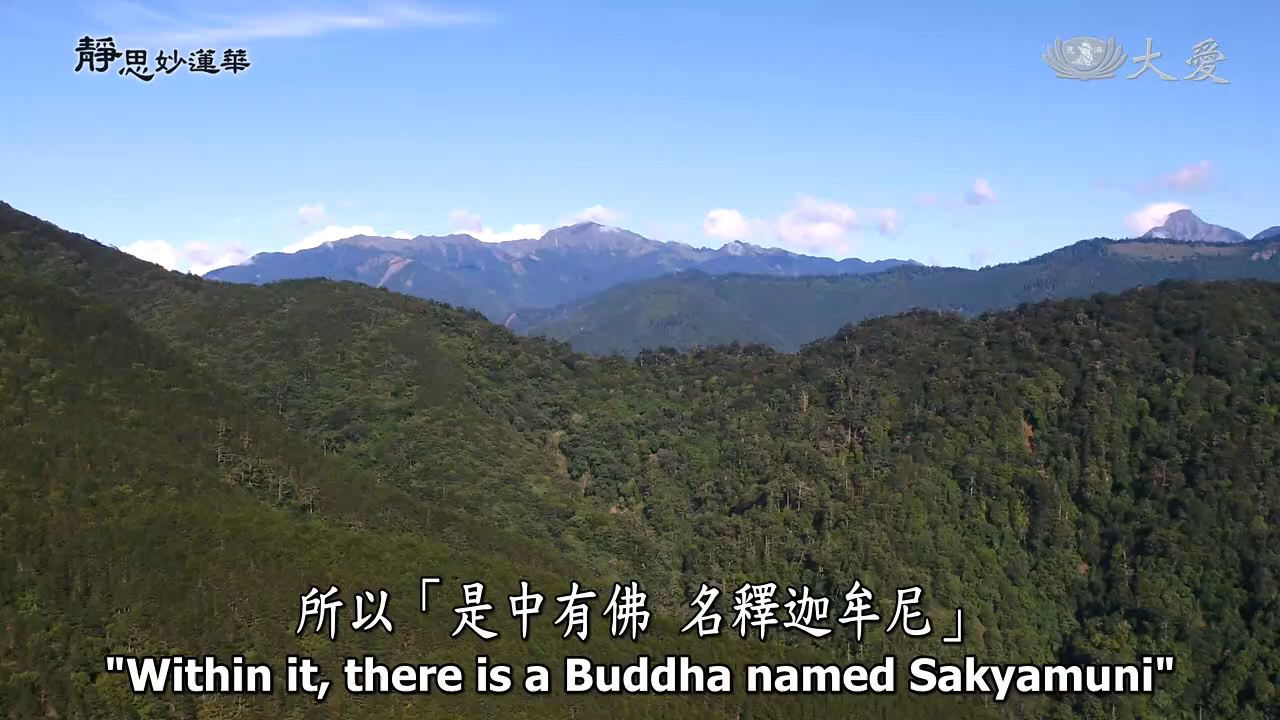 靜思妙蓮華
大愛
所以「是中有佛 名釋迦牟尼」
"Within it, there is a Buddha named Sakyamuni"